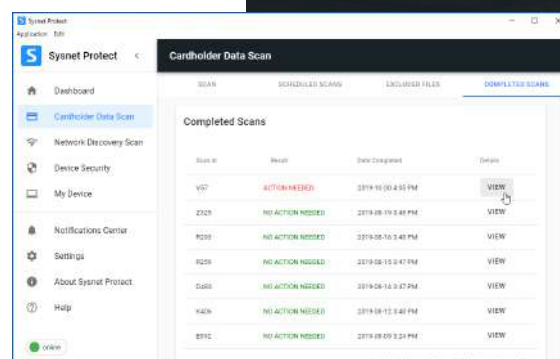 Sysnet Protect
Application Edit
Sysnet Protect
Cardholder Data Scan
SCAN
SCHEDULED SCANS
EXCLUDED FILES
COMPLETED SCANS
Dashboard
Cardholder Data Scan
Network Discovery Scan
Device Security
My Device
Notifications Center
Settings
About Sysnet Protect
Help
online
Completed Scans
Scan Id Result Date Completed Details
ACTION NEEDED VIEW
NO ACTION NEEDED VIEW
NO ACTION NEEDED VIEW
NO ACTION NEEDED VIEW
NO ACTION NEEDED VIEW
NO ACTION NEEDED VIEW
NO ACTION NEEDED VIEW